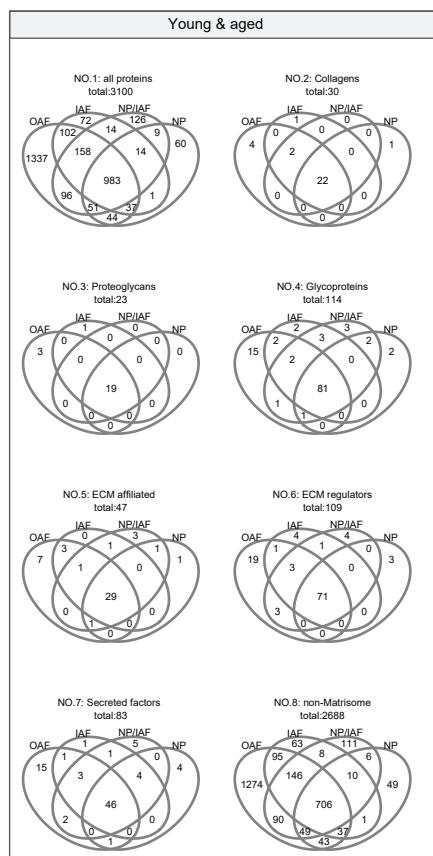 Young & aged
NO.1: all proteins
total:3100
OAF IAF NP/IAF NP
72 126
102 14 9
1337 158 14 60
983
96 1
51 37
44
NO.2: Collagens
total:30
OAF IAF NP/IAF NP
1 0
0 0 0
4 2 0 1
22
0 0
0 0
0
NO.3: Proteoglycans
total:23
OAF IAF NP/IAF NP
1 0
0 0 0
3 0 0 0
19
0 0
0 0
0
NO.4: Glycoproteins
total:114
OAF IAF NP/IAF NP
2 3
2 3 2
15 2 0 2
81
1 0
1 0
0
NO.5: ECM affiliated
total:47
OAF IAF NP/IAF NP
0 3
3 1 1
7 1 0 1
29
0 0
1 0
0
NO.6: ECM regulators
total:109
OAF IAF NP/IAF NP
4 4
1 1 0
19 3 0 3
71
3 0
0 0
0
NO.7: Secreted factors
total:83
OAF IAF NP/IAF NP
1 5
1 1 0
15 3 4 4
46
2 0
0 0
1
NO.8: non-Matrisome
total:2688
OAF IAF NP/IAF NP
63 111
95 8 6
1274 146 10 49
706
90 1
49 37
43